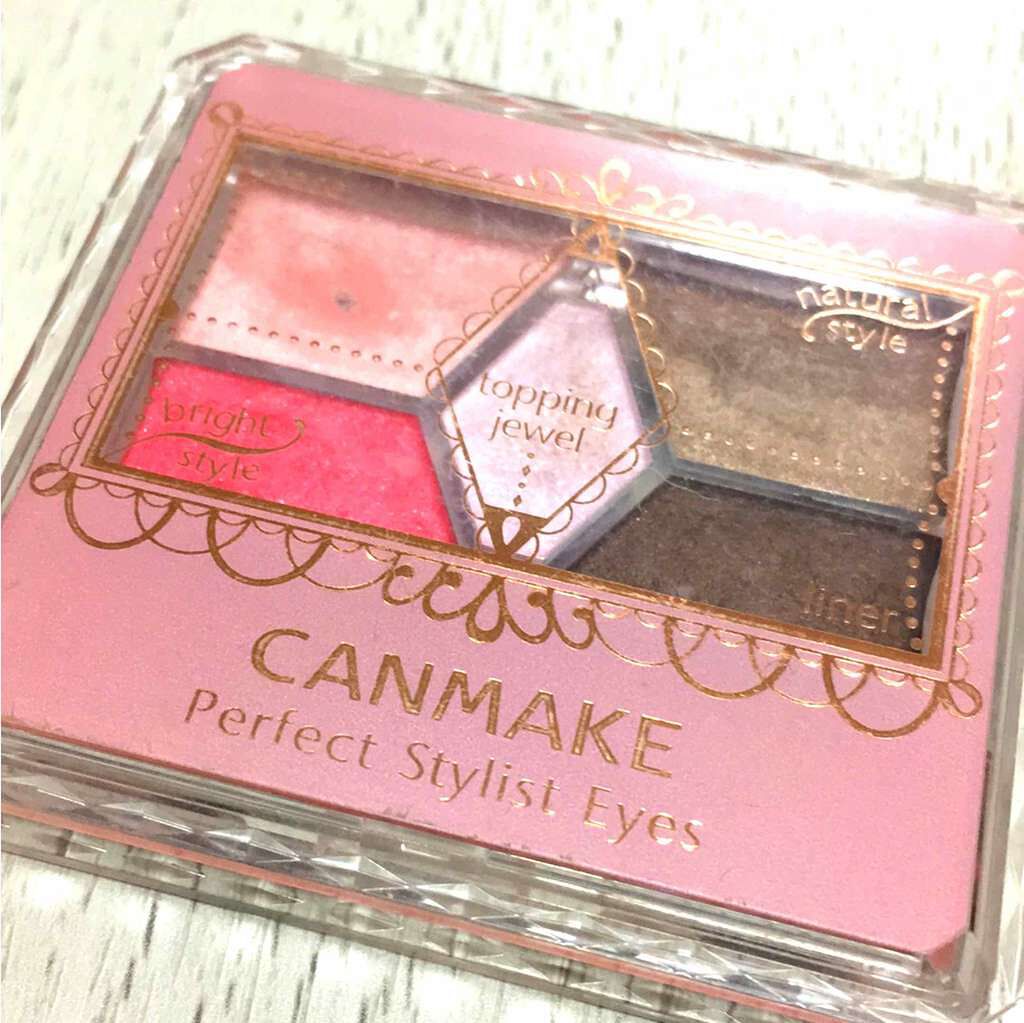 natural
style
topping
jewel
bright
style
liner
CANMAKE
Perfect Stylist Eyes